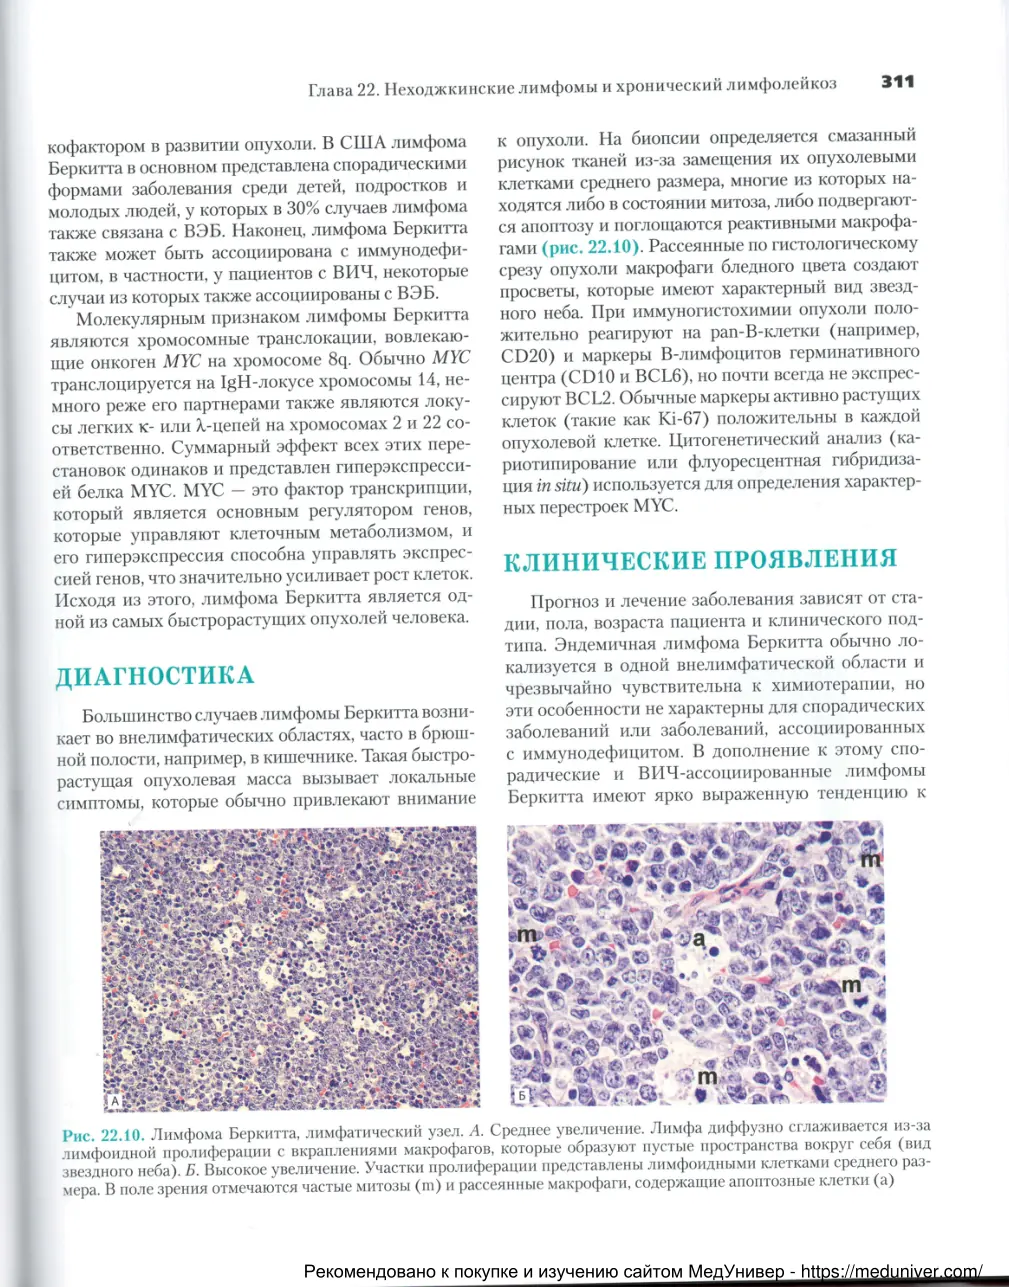 Глава 22. Неходжкинские лимфомы и хронический лимфолейкоз 311
кофактором в развитии опухоли. В США лимфома
Беркитта в основном представлена спорадическими
формами заболевания среди детей, подростков и
молодых людей, у которых в 30% случаев лимфома
также связана с ВЭБ. Наконец, лимфома Беркитта
также может быть ассоциирована с иммунодефи-
цитом, в частности, у пациентов с ВИЧ, некоторые
случаи из которых также ассоциированы с ВЭБ.
Молекулярным признаком лимфомы Беркитта
являются хромосомные транслокации, вовлекаю-
щие онкоген MYC на хромосоме 8q. Обычно MYC
транслоцируется на IgH-локусе хромосомы 14, не-
много реже его партнерами также являются локу-
сы легких κ- или λ-цепей на хромосомах 2 и 22 со-
ответственно. Суммарный эффект всех этих пере-
становок одинаков и представлен гиперэкспресси-
ей белка MYC. MYC — это фактор транскрипции,
который является основным регулятором генов,
которые управляют клеточным метаболизмом, и
его гиперэкспрессия способна управлять экспрес-
сией генов, что значительно усиливает рост клеток.
Исходя из этого, лимфома Беркитта является од-
ной из самых быстрорастущих опухолей человека.
ДИАГНОСТИКА
Большинство случаев лимфомы Беркитта возни-
кает во внелимфатических областях, часто в брюш-
ной полости, например, в кишечнике. Такая быстро-
растущая опухолевая масса вызывает локальные
симптомы, которые обычно привлекают внимание
к опухоли. На биопсии определяется смазанный
рисунок тканей из-за замещения их опухолевыми
клетками среднего размера, многие из которых на-
ходятся либо в состоянии митоза, либо подвергают-
ся апоптозу и поглощаются реактивными макрофа-
гами (рис. 22.10). Рассеянные по гистологическому
срезу опухоли макрофаги бледного цвета создают
просветы, которые имеют характерный вид звезд-
ного неба. При иммуногистохимии опухоли поло-
жительно реагируют на pan-B-клетки (например,
CD20) и маркеры В-лимфоцитов герминативного
центра (CD10 и BCL6), но почти всегда не экспрес-
сируют BCL2. Обычные маркеры активно растущих
клеток (такие как Ki-67) положительны в каждой
опухолевой клетке. Цитогенетический анализ (ка-
риотипирование или флуоресцентная гибридиза-
ция in situ) используется для определения характер-
ных перестроек MYC.
КЛИНИЧЕСКИЕ ПРОЯВЛЕНИЯ
Прогноз и лечение заболевания зависят от ста-
дии, пола, возраста пациента и клинического под-
типа. Эндемичная лимфома Беркитта обычно ло-
кализуется в одной внелимфатической области и
чрезвычайно чувствительна к химиотерапии, но
эти особенности не характерны для спорадических
заболеваний или заболеваний, ассоциированных
с иммунодефицитом. В дополнение к этому спо-
радические и ВИЧ-ассоциированные лимфомы
Беркитта имеют ярко выраженную тенденцию к
А
m
m
a
m
m
Б
Рис. 22.10. Лимфома Беркитта, лимфатический узел. А. Среднее увеличение. Лимфа диффузно сглаживается из-за
лимфоидной пролиферации с вкраплениями макрофагов, которые образуют пустые пространства вокруг себя (вид
звездного неба). Б. Высокое увеличение. Участки пролиферации представлены лимфоидными клетками среднего раз-
мера. В поле зрения отмечаются частые митозы (m) и рассеянные макрофаги, содержащие апоптозные клетки (а)
Рекомендовано к покупке и изучению сайтом МедУнивер - https://meduniver.com/